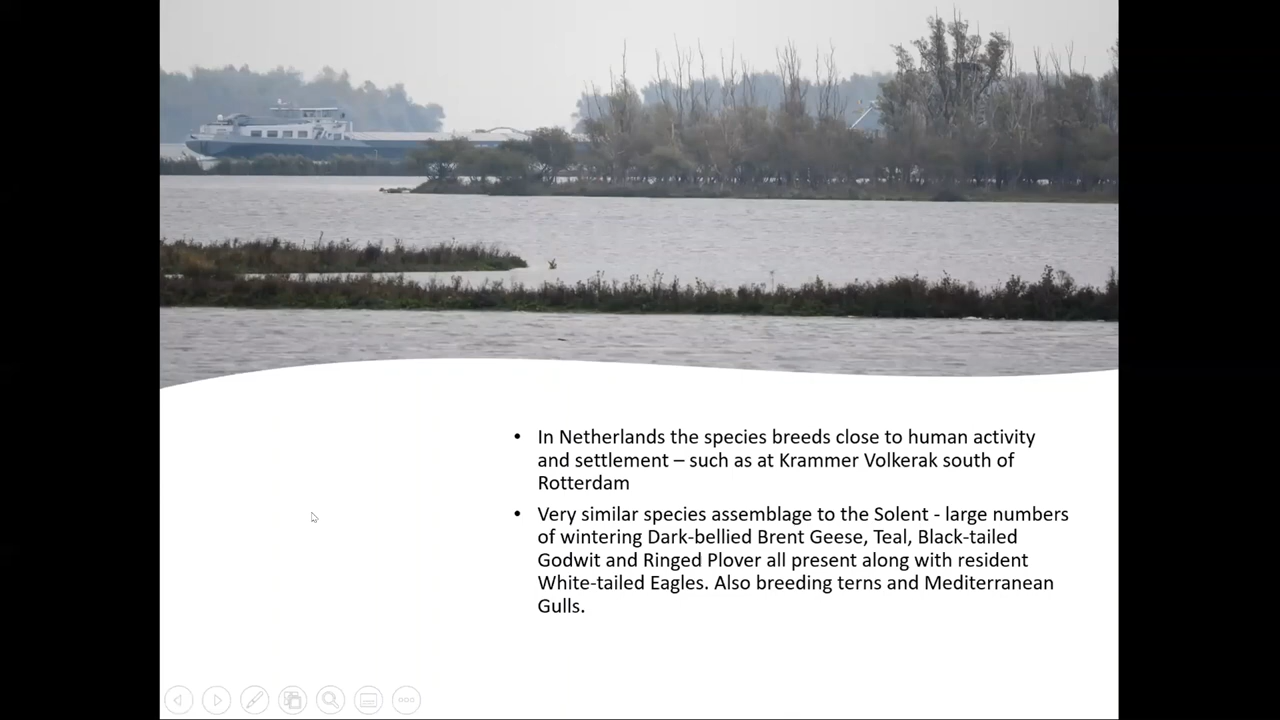 • In Netherlands the species breeds close to human activity
and settlement – such as at Krammer Volkerak south of
Rotterdam
• Very similar species assemblage to the Solent - large numbers
of wintering Dark-bellied Brent Geese, Teal, Black-tailed
Godwit and Ringed Plover all present along with resident
White-tailed Eagles. Also breeding terns and Mediterranean
Gulls.